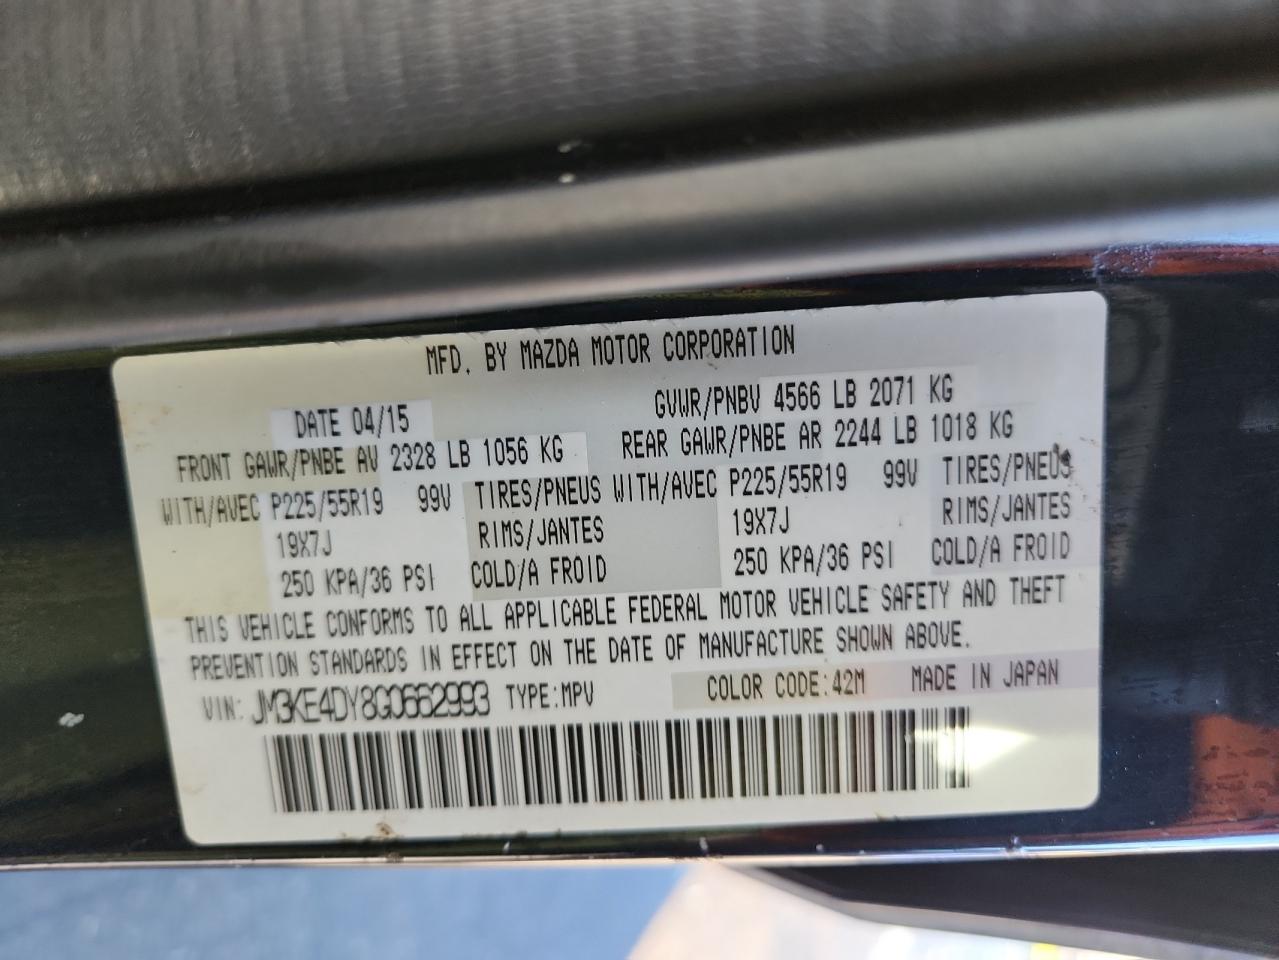 MFD. BY MAZDA MOTOR CORPORATION
DATE 04/15 GVWR/PNBV 4566 LB 2071 KG
FRONT GAWR/PNBE AV 2328 LB 1056 KG REAR GAWR/PNBE AR 2244 LB 1018 KG
WITH/AVEC P225/55R19 99V TIRES/PNEUS WITH/AVEC P225/55R19 99V TIRES/PNEUS
19X7J RIMS/JANTES 19X7J RIMS/JANTES
250 KPA/36 PSI COLD/A FROID 250 KPA/36 PSI COLD/A FROID
THIS VEHICLE CONFORMS TO ALL APPLICABLE FEDERAL MOTOR VEHICLE SAFETY AND THEFT
PREVENTION STANDARDS IN EFFECT ON THE DATE OF MANUFACTURE SHOWN ABOVE.
VIN: JM3KE4DY8G0662993 TYPE:MPV COLOR CODE:42M MADE IN JAPAN